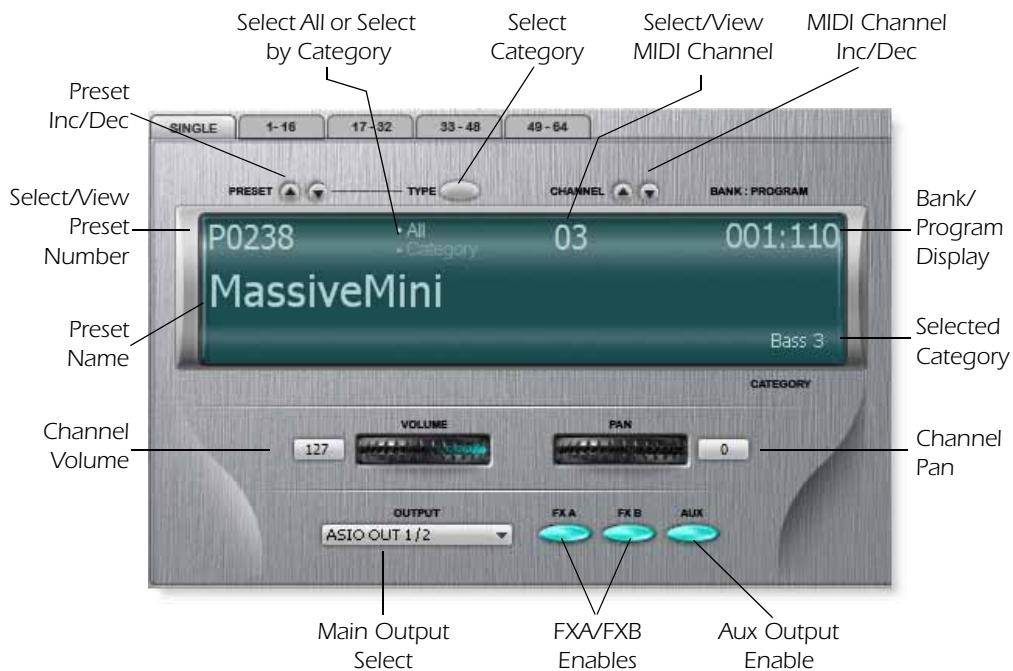 Select All or Select
by Category
Select
Category
Select/View
MIDI Channel
MIDI Channel
Inc/Dec
Preset
Inc/Dec
SINGLE
1-16
17-32
33-48
49-64
PRESET
TYPE
CHANNEL
BANK : PROGRAM
Select/View
Preset
Number
P0238
• All
• Category
03
001:110
Bank/
Program
Display
MassiveMini
Preset
Name
Bass 3
Selected
Category
CATEGORY
Channel
Volume
VOLUME
127
PAN
0
Channel
Pan
OUTPUT
ASIO OUT 1/2
FX A
FX B
AUX
Main Output
Select
FXA/FXB
Enables
Aux Output
Enable